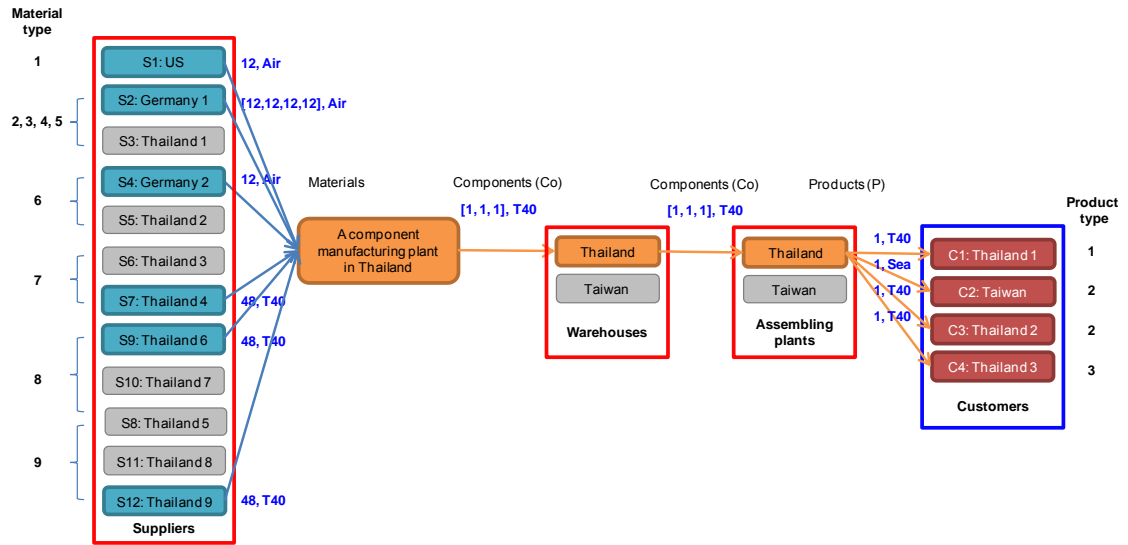 Material
type
1
2, 3, 4, 5
6
7
8
9
S1: US
S2: Germany 1
S3: Thailand 1
S4: Germany 2
S5: Thailand 2
S6: Thailand 3
S7: Thailand 4
S9: Thailand 6
S10: Thailand 7
S8: Thailand 5
S11: Thailand 8
S12: Thailand 9
Suppliers
12, Air
[12,12,12,12], Air
12, Air
48, T40
48, T40
48, T40
Materials
A component
manufacturing plant
in Thailand
Components (Co)
[1, 1, 1], T40
Thailand
Taiwan
Warehouses
Components (Co)
[1, 1, 1], T40
Thailand
Taiwan
Assembling
plants
Products (P)
1, T40
1, Sea
1, T40
1, T40
C1: Thailand 1
C2: Taiwan
C3: Thailand 2
C4: Thailand 3
Customers
Product
type
1
2
2
3